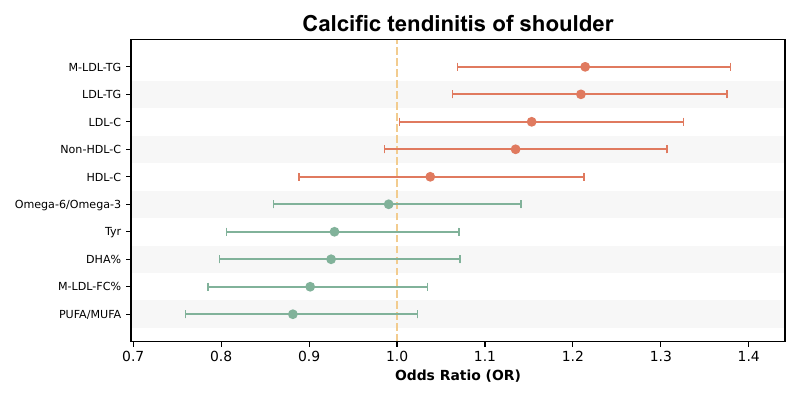 Calcific tendinitis of shoulder
M-LDL-TG
LDL-TG
LDL-C
Non-HDL-C
HDL-C
Omega-6/Omega-3
Tyr
DHA%
M-LDL-FC%
PUFA/MUFA
0.7 0.8 0.9 1.0 1.1 1.2 1.3 1.4
Odds Ratio (OR)